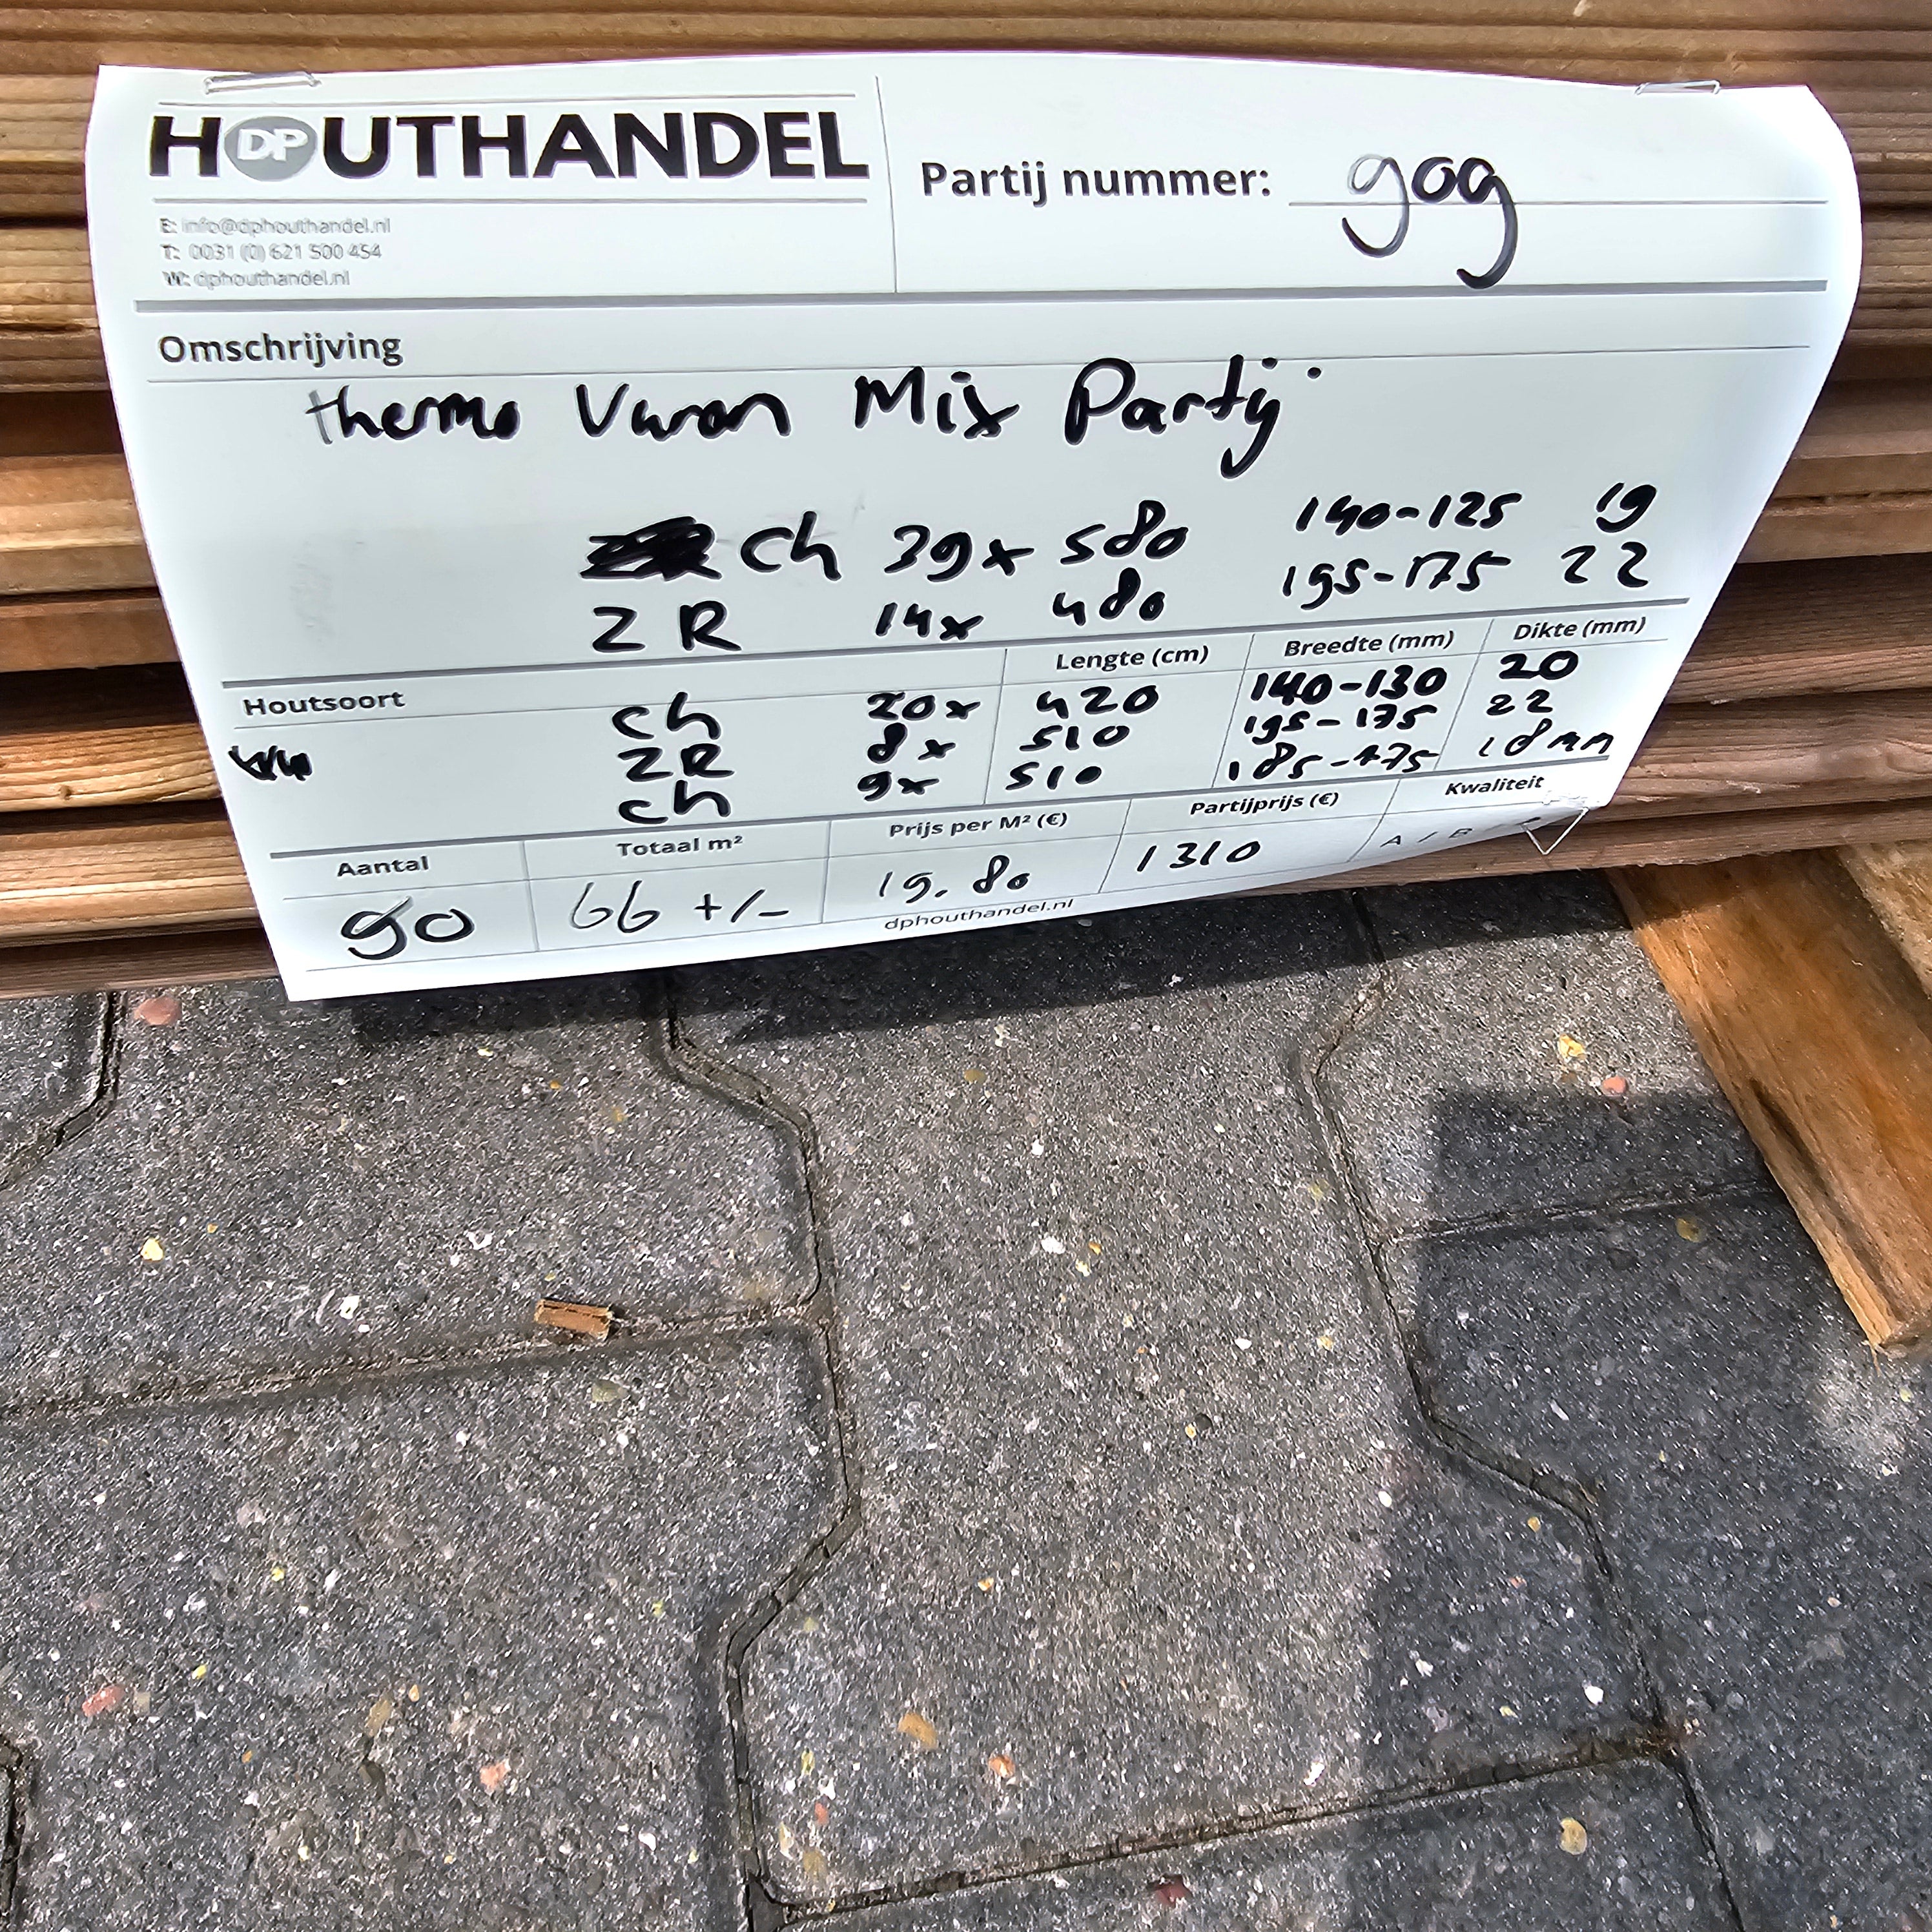 HOUTHANDEL
DP
E: info@dphouthandel.nl
T: 0031 (0) 621 500 454
W: dphouthandel.nl
Partij nummer: 909
Omschrijving
thermo Vuren Mix Partij
ch 39x 580 140-125 19
ZR 14x 480 195-175 22
Houtsoort Lengte (cm) Breedte (mm) Dikte (mm)
ch 20x 420 140-130 20
ZR 8x 510 195-175 22
ch 9x 510 185-175 18mm
Aantal Totaal m² Prijs per M² (€) Partijprijs (€) Kwaliteit
90 66 +/- 19.80 1310 A / B /
dphouthandel.nl